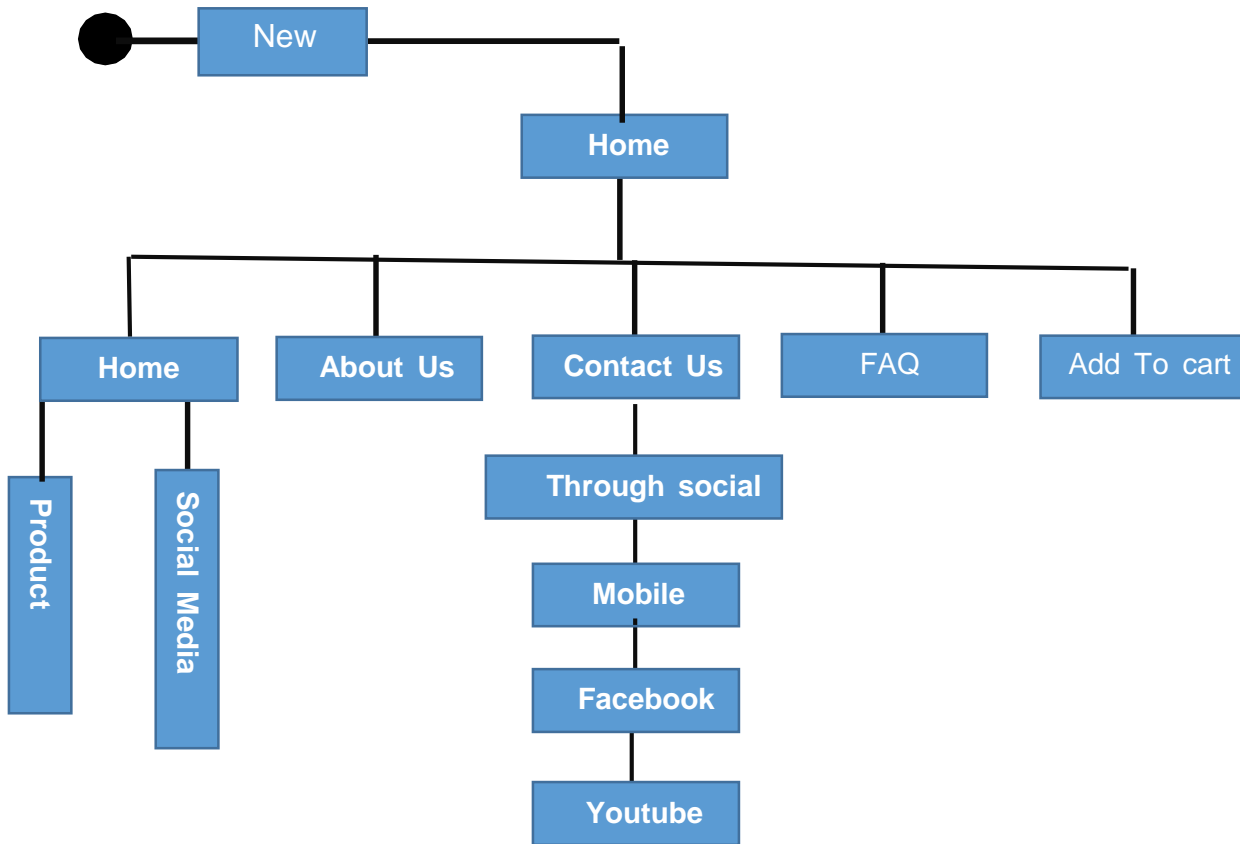 New
Home
Home
About Us
Contact Us
FAQ
Add To cart
Product
Social Media
Through social
Mobile
Facebook
Youtube